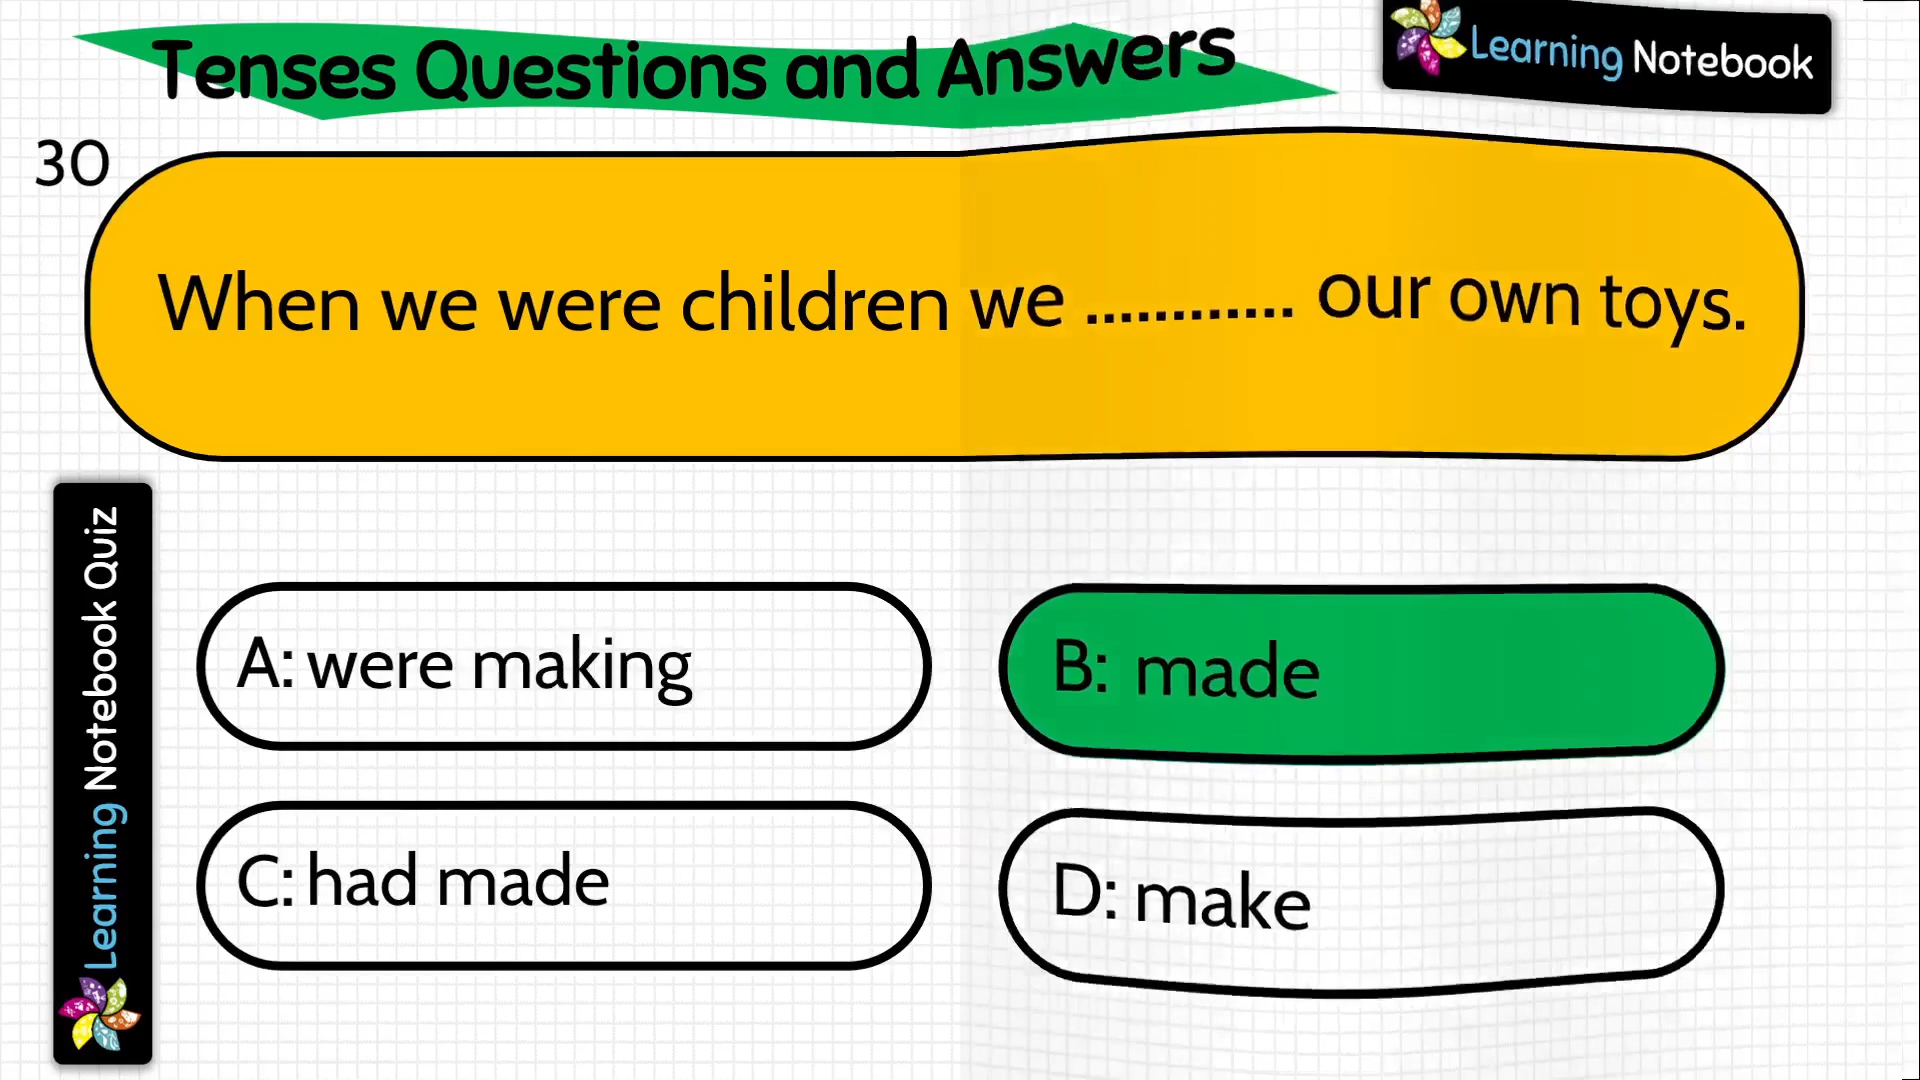 Tenses Questions and Answers
Learning Notebook
30
When we were children we ............ our own toys.
Learning Notebook Quiz
A: were making
B: made
C: had made
D: make